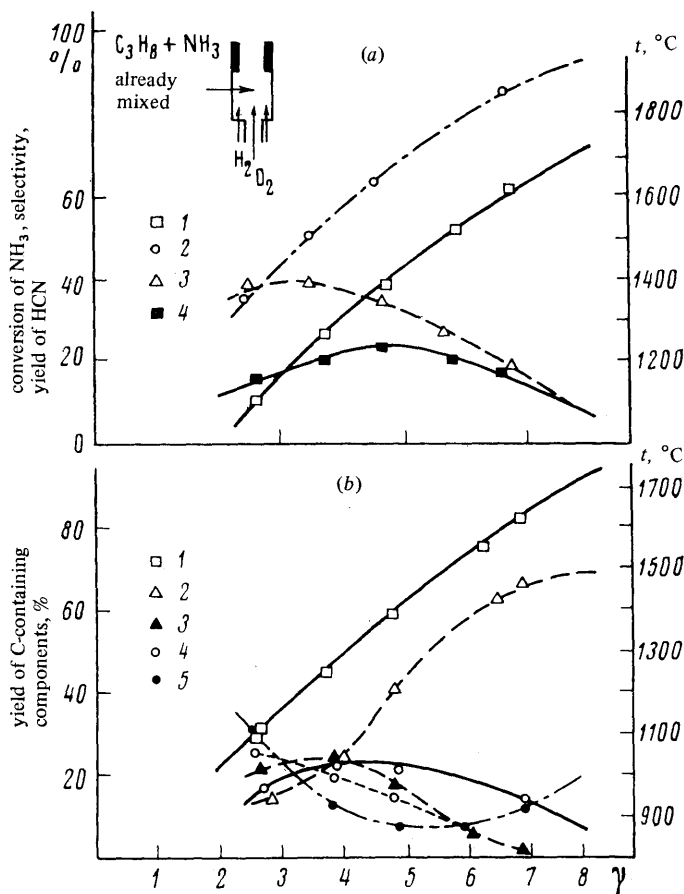 100
%
C₃H₈ + NH₃
already
mixed
H₂
O₂
(a)
t, °C
1800
1600
1400
1200
60
40
20
0
1
2
3
4
conversion of NH₃, selectivity,
yield of HCN
(b)
t, °C
1700
1500
1300
1100
900
80
60
40
20
1
2
3
4
5
yield of C-containing
components, %
1 2 3 4 5 6 7 8 γ